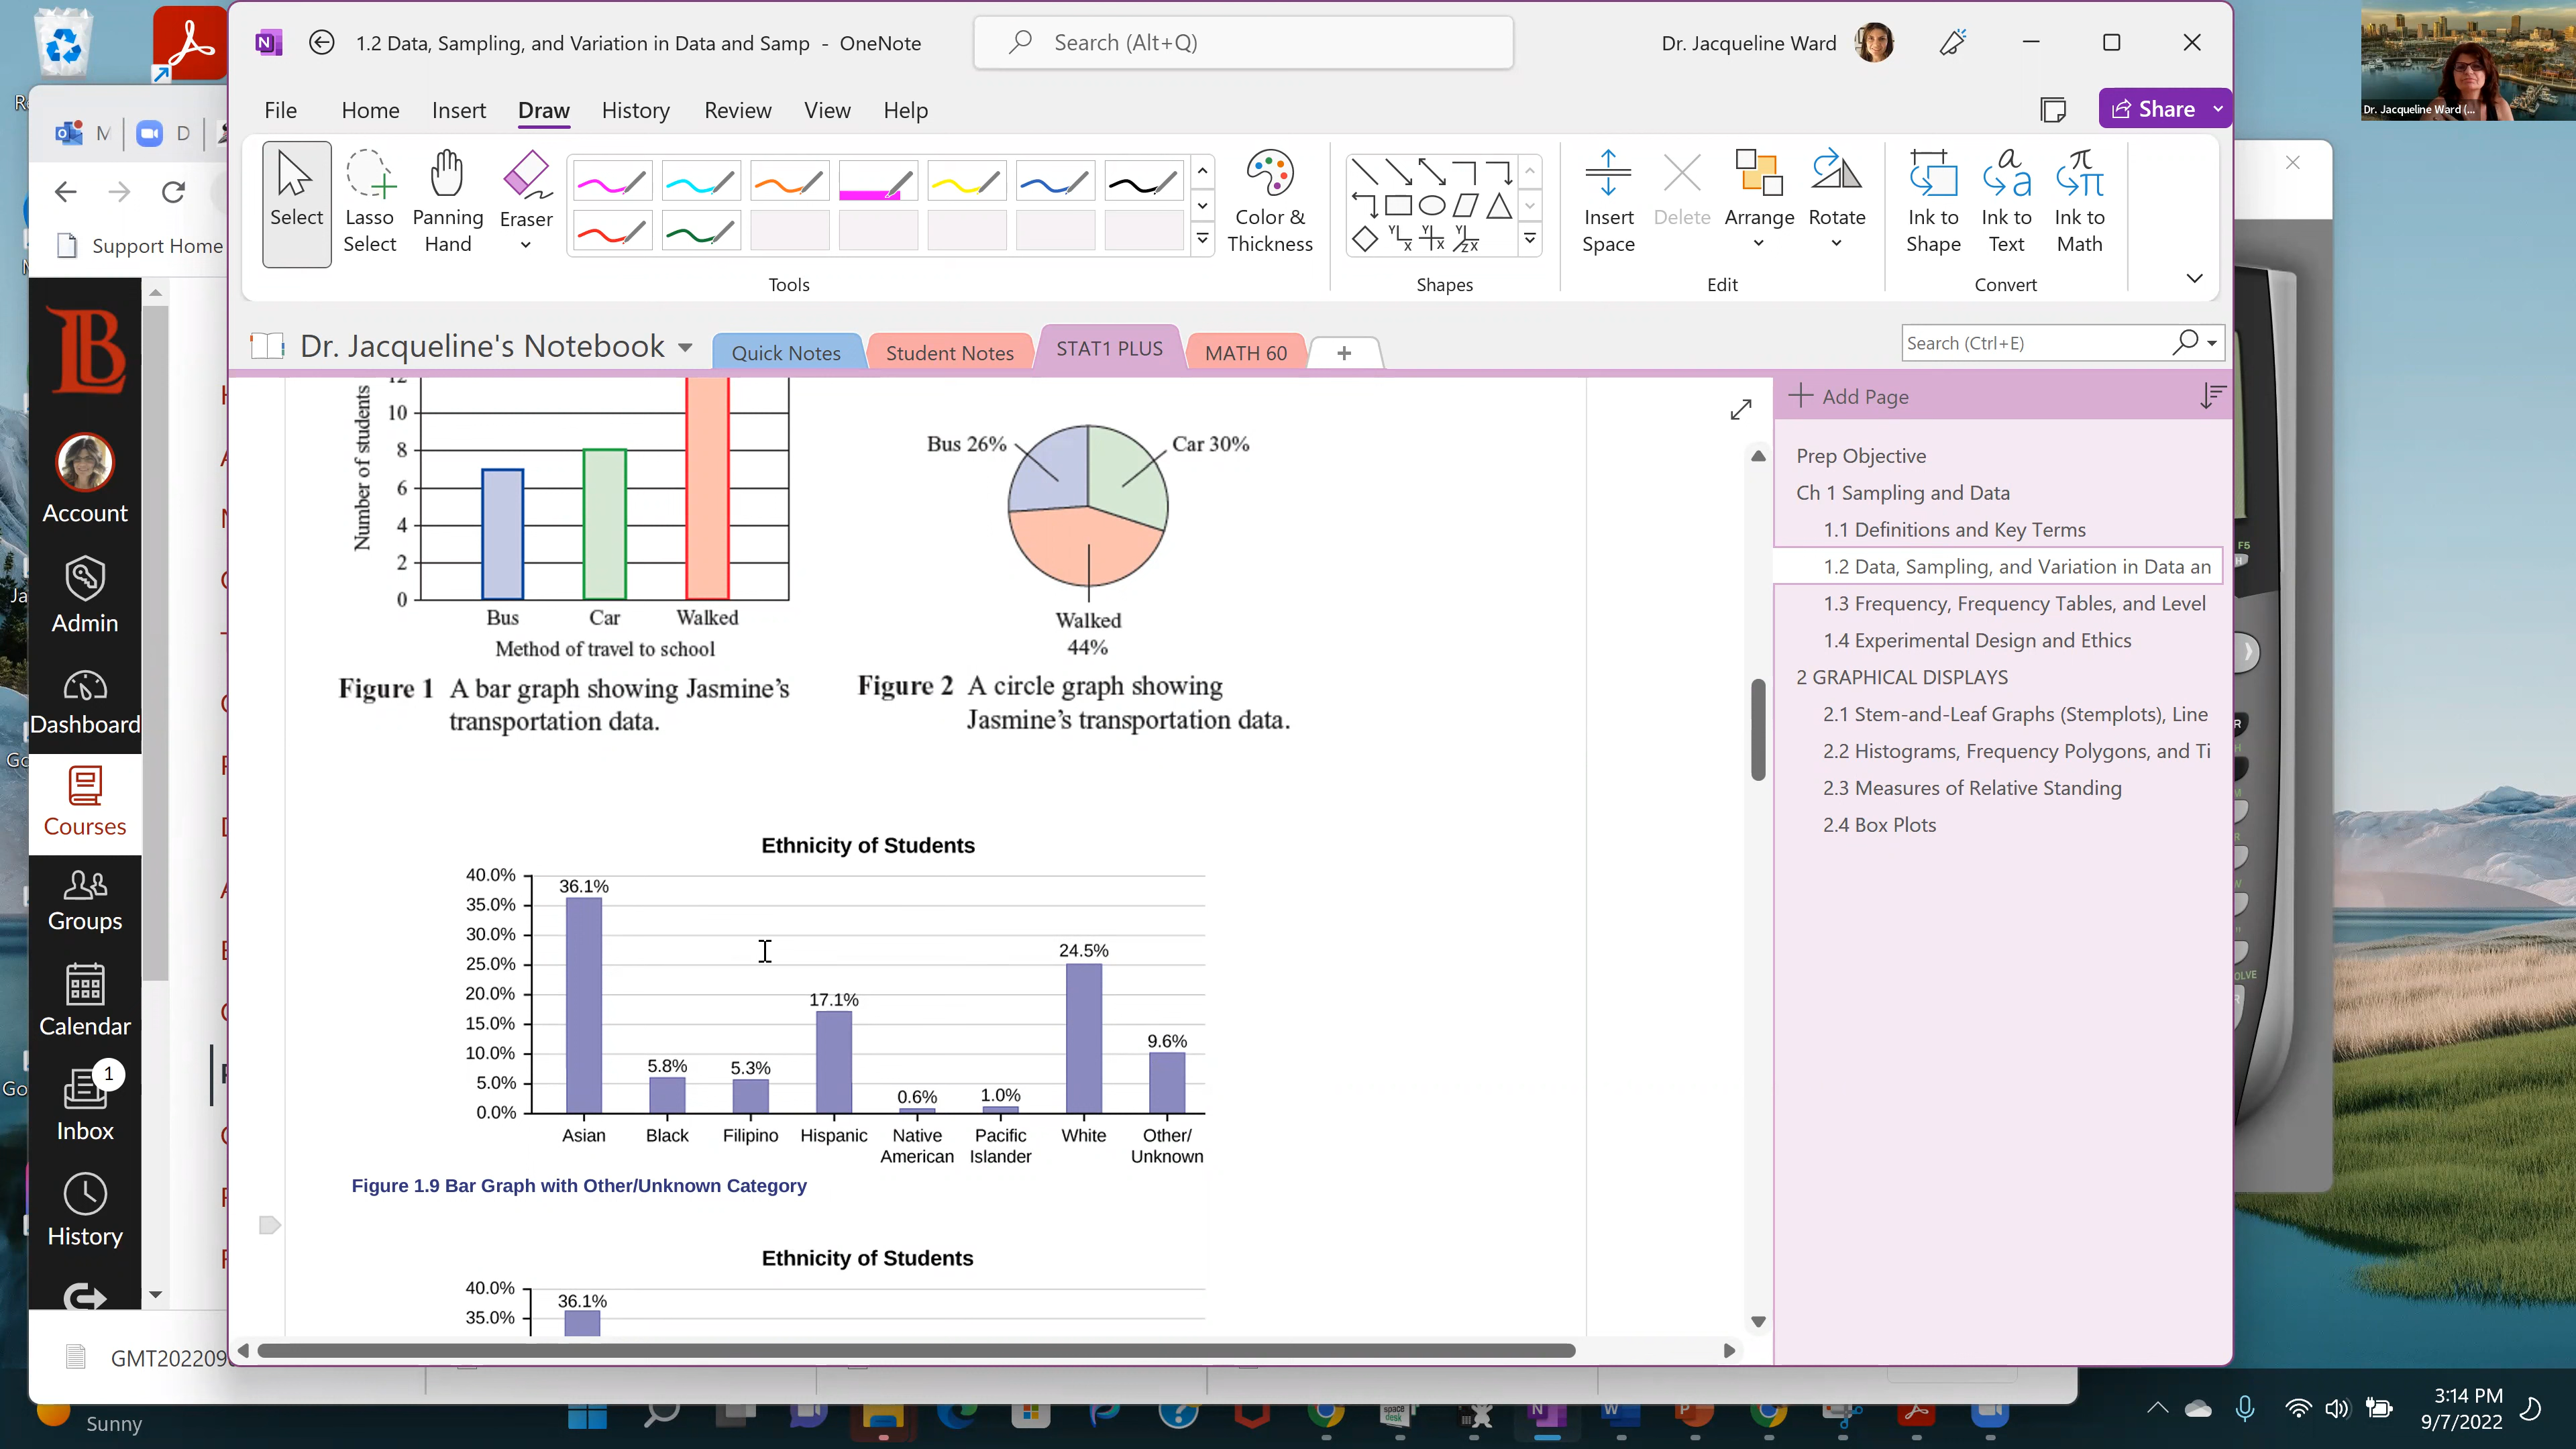 1.2 Data, Sampling, and Variation in Data and Samp - OneNote
Search (Alt+Q)
Dr. Jacqueline Ward
Dr. Jacqueline Ward (...
File Home Insert Draw History Review View Help
Share
M D
Select
Lasso Select
Panning Hand
Eraser
Color & Thickness
Insert Space
Delete
Arrange
Rotate
Ink to Shape
Ink to Text
Ink to Math
Tools
Shapes
Edit
Convert
Support Home
Dr. Jacqueline's Notebook
Quick Notes
Student Notes
STAT1 PLUS
MATH 60
+
Search (Ctrl+E)
Account
Admin
Dashboard
Courses
Groups
Calendar
1
Inbox
History
Number of students
12
10
8
6
4
2
0
Bus Car Walked
Method of travel to school
Figure 1 A bar graph showing Jasmine's
transportation data.
Bus 26%
Car 30%
Walked
44%
Figure 2 A circle graph showing
Jasmine's transportation data.
Ethnicity of Students
40.0%
35.0%
30.0%
25.0%
20.0%
15.0%
10.0%
5.0%
0.0%
36.1%
5.8%
5.3%
17.1%
0.6%
1.0%
24.5%
9.6%
Asian
Black
Filipino
Hispanic
Native American
Pacific Islander
White
Other/ Unknown
Figure 1.9 Bar Graph with Other/Unknown Category
Ethnicity of Students
40.0%
35.0%
36.1%
Add Page
Prep Objective
Ch 1 Sampling and Data
1.1 Definitions and Key Terms
1.2 Data, Sampling, and Variation in Data an
1.3 Frequency, Frequency Tables, and Level
1.4 Experimental Design and Ethics
2 GRAPHICAL DISPLAYS
2.1 Stem-and-Leaf Graphs (Stemplots), Line
2.2 Histograms, Frequency Polygons, and Ti
2.3 Measures of Relative Standing
2.4 Box Plots
F5
GMT202209
Sunny
3:14 PM
9/7/2022